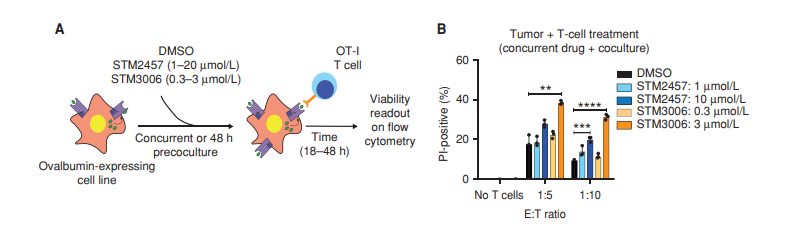 A
DMSO
STM2457 (1–20 μmol/L)
STM3006 (0.3–3 μmol/L)
OT-I
T cell
Concurrent or 48 h
precoculture
Time
(18–48 h)
Viability
readout
on flow
cytometry
Ovalbumin-expressing
cell line
B
Tumor + T-cell treatment
(concurrent drug + coculture)
PI-positive (%)
60
40
20
0
**
***
****
No T cells 1:5 1:10
E:T ratio
DMSO
STM2457: 1 μmol/L
STM2457: 10 μmol/L
STM3006: 0.3 μmol/L
STM3006: 3 μmol/L